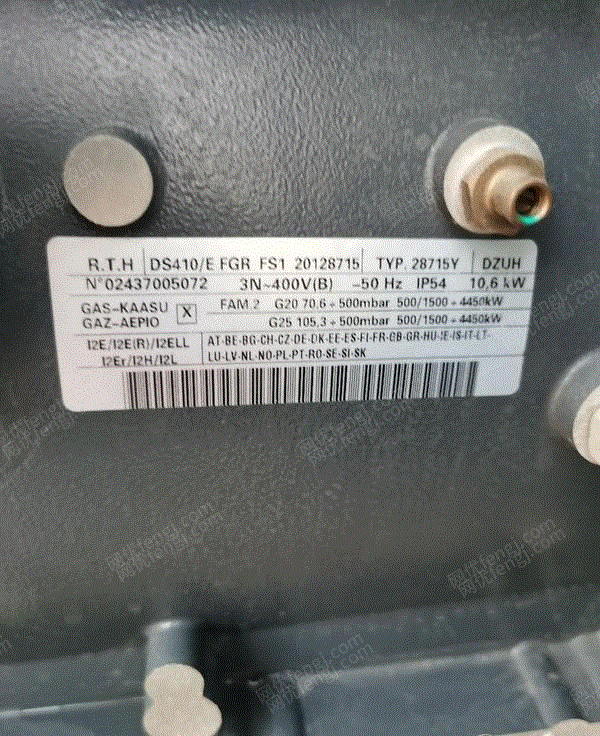 R.T.H DS410/E FGR FS1 20128715 TYP. 28715Y DZUH
N°02437005072 3N~400V(B) ~50 Hz IP54 10,6 kW
GAS-KAASU X FAM.2 G20 70.6÷500mbar 500/1500÷4450kW
GAZ-AEPIO G25 105,3÷500mbar 500/1500÷4450kW
I2E/I2E(R)/I2ELL AT-BE-BG-CH-CZ-DE-DK-EE-ES-FI-FR-GB-GR-HU-IE-IS-IT-LT-
I2Er/I2H/I2L LU-LV-NL-NO-PL-PT-RO-SE-SI-SK